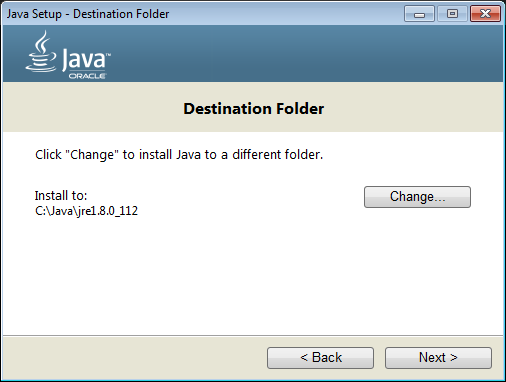 Java Setup - Destination Folder
Java™
ORACLE
Destination Folder
Click "Change" to install Java to a different folder.
Install to:
Change...
C:\Java\jre1.8.0_112
< Back
Next >